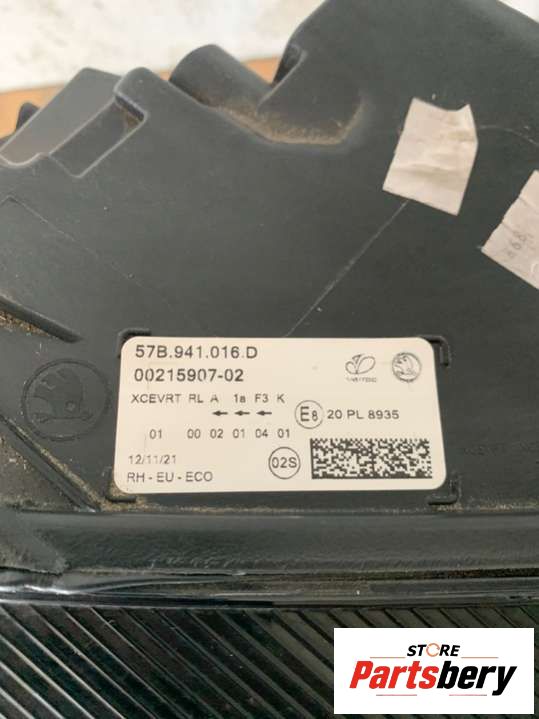 868
57B.941.016.D
00215907-02
XCEVRT RL A 1a F3 K
E8 20 PL 8935
01 00 02 01 04 01
12/11/21
02S
RH - EU - ECO
STORE
Partsbery